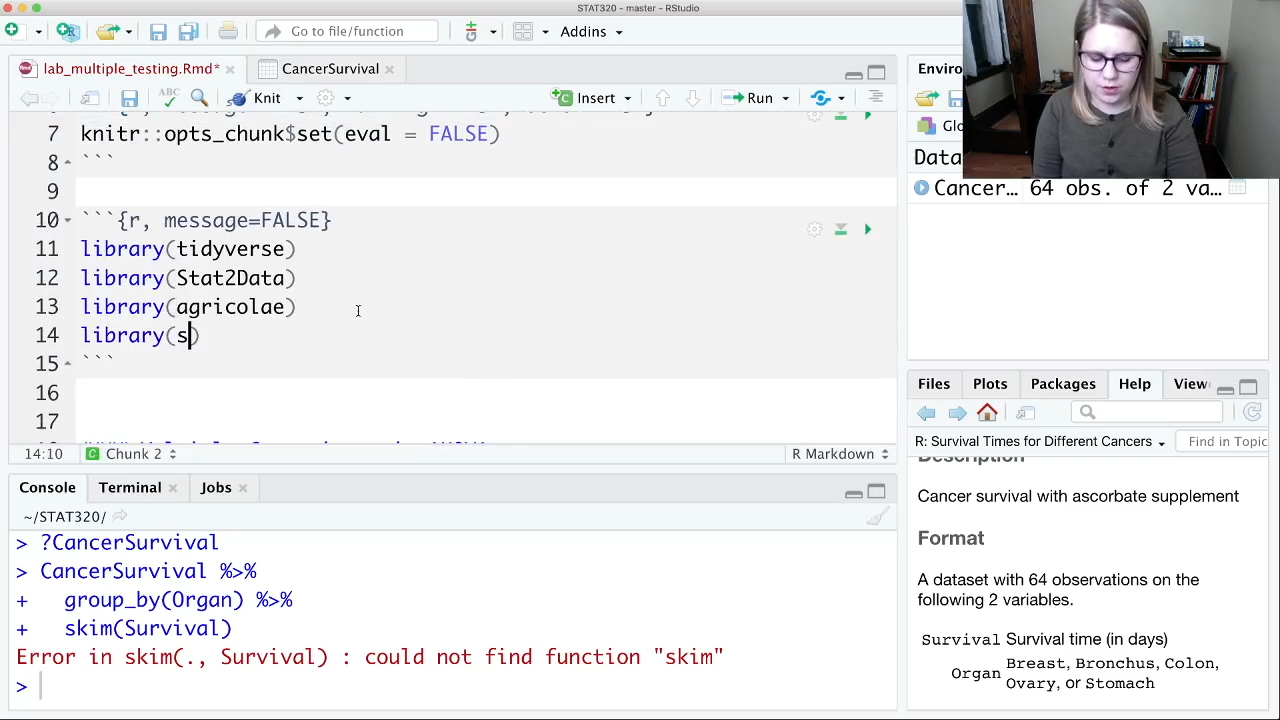 STAT320 - master - RStudio
Go to file/function
Addins
lab_multiple_testing.Rmd*
CancerSurvival
ABC
Knit
Insert
Run
7 knitr::opts_chunk$set(eval = FALSE)
8 ```
9
10 ```{r, message=FALSE}
11 library(tidyverse)
12 library(Stat2Data)
13 library(agricolae)
14 library(s)
15 ```
16
17
14:10 Chunk 2 R Markdown
Console Terminal Jobs
~/STAT320/
> ?CancerSurvival
> CancerSurvival %>%
+ group_by(Organ) %>%
+ skim(Survival)
Error in skim(., Survival) : could not find function "skim"
>
Enviro
Glo
Data
Cancer… 64 obs. of 2 va…
Files Plots Packages Help View
R: Survival Times for Different Cancers Find in Topic
Description
Cancer survival with ascorbate supplement
Format
A dataset with 64 observations on the
following 2 variables.
Survival Survival time (in days)
Organ Breast, Bronchus, Colon,
Ovary, or Stomach